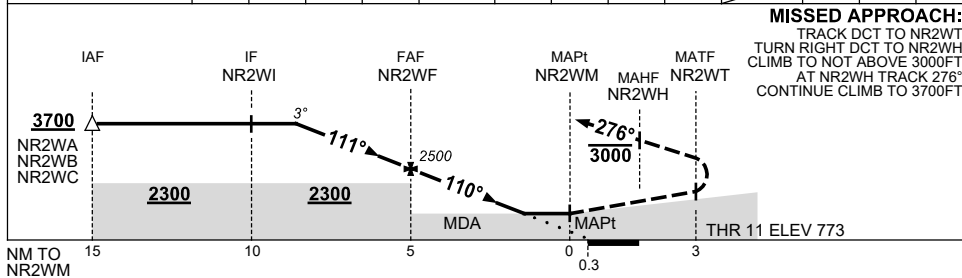 MISSED APPROACH:
TRACK DCT TO NR2WT
TURN RIGHT DCT TO NR2WH
CLIMB TO NOT ABOVE 3000FT
AT NR2WH TRACK 276°
CONTINUE CLIMB TO 3700FT
IAF
IF
NR2WI
FAF
NR2WF
MAPt
NR2WM
MAHF
NR2WH
MATF
NR2WT
3700
NR2WA
NR2WB
NR2WC
3°
111°
2500
110°
276°
3000
2300
2300
MDA
MAPt
THR 11 ELEV 773
NM TO
NR2WM
15
10
5
0
0.3
3